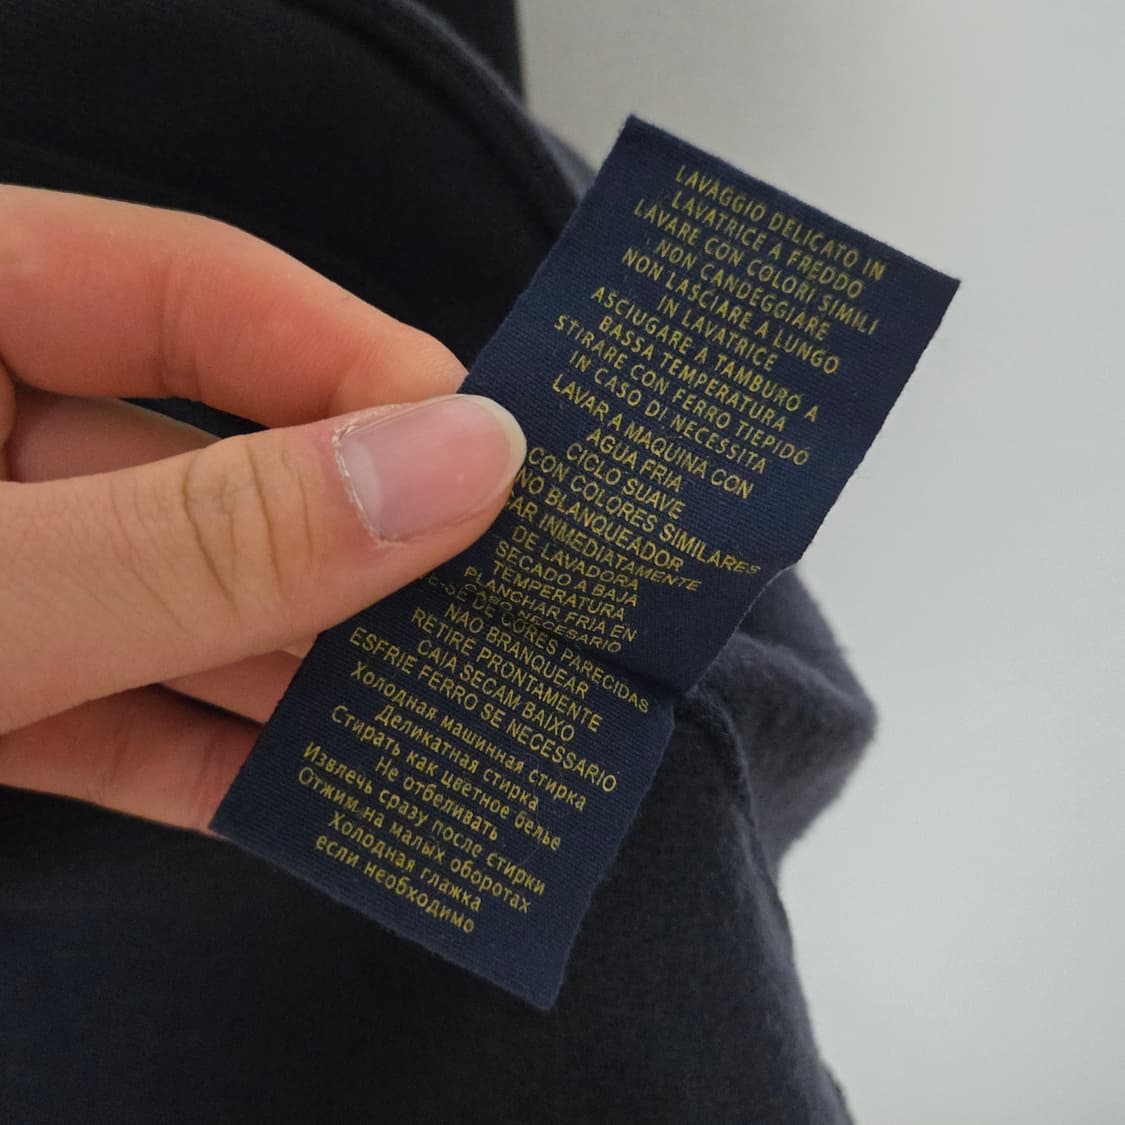 LAVAGGIO DELICATO IN
LAVATRICE A FREDDO
LAVARE CON COLORI SIMILI
NON CANDEGGIARE
NON LASCIARE A LUNGO
IN LAVATRICE
ASCIUGARE A TAMBURO A
BASSA TEMPERATURA
STIRARE CON FERRO TIEPIDO
IN CASO DI NECESSITA
LAVAR A MAQUINA CON
AGUA FRIA
CICLO SUAVE
CON COLORES SIMILARES
NO BLANQUEADOR
INMEDIATAMENTE
DE LAVADORA
SECADO A BAJA
TEMPERATURA
PLANCHAR FRIA EN
NECESARIO
DE CORES PARECIDAS
NAO BRANQUEAR
RETIRE PRONTAMENTE
CAIA SECAM BAIXO
ESFRIE FERRO SE NECESSARIO
Холодная машинная стирка
Деликатная стирка
Стирать как цветное белье
Не отбеливать
Извлечь сразу после стирки
Отжим на малых оборотах
Холодная глажка
если необходимо